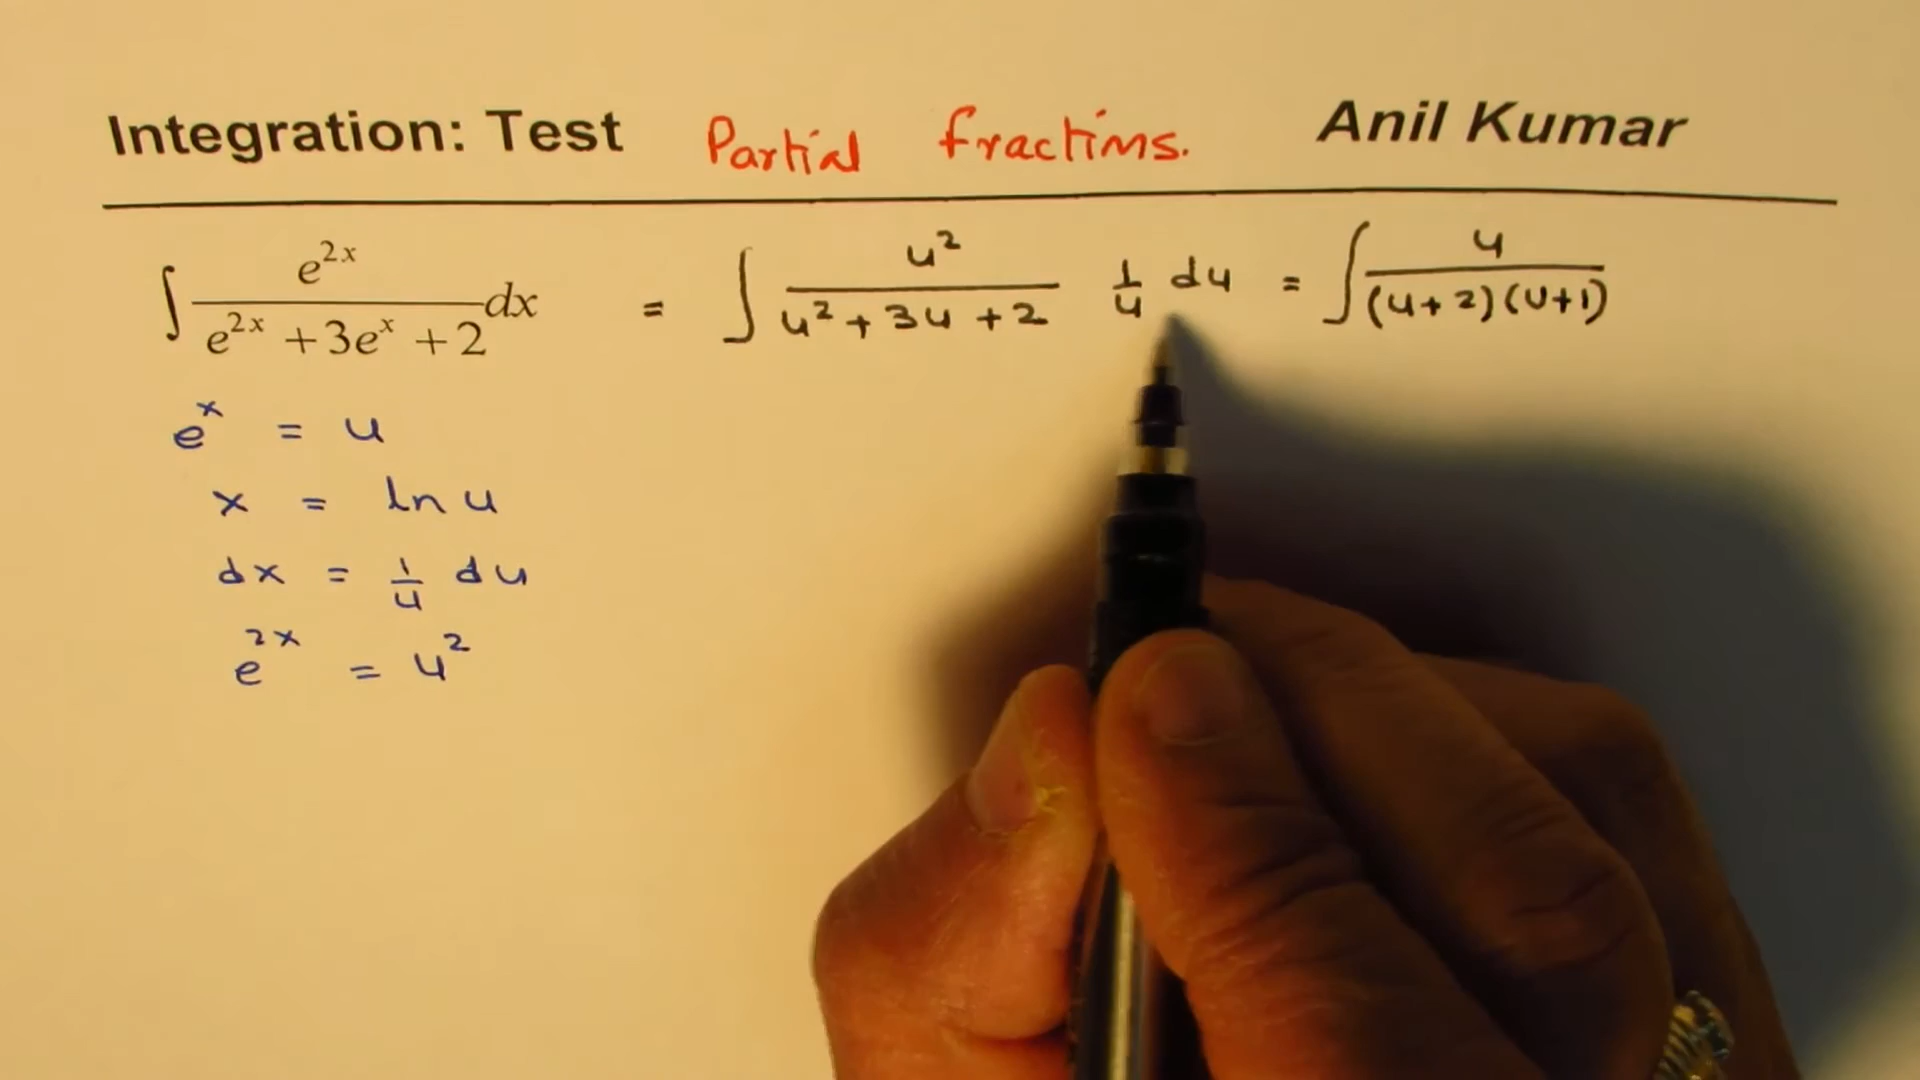 Integration: Test Partial fractions. Anil Kumar
∫ e^{2x} / (e^{2x} + 3e^x + 2) dx = ∫ u² / (u² + 3u + 2) 1/u du = ∫ u / ((u+2)(u+1))
e^x = u
x = ln u
dx = 1/u du
e^{2x} = u²